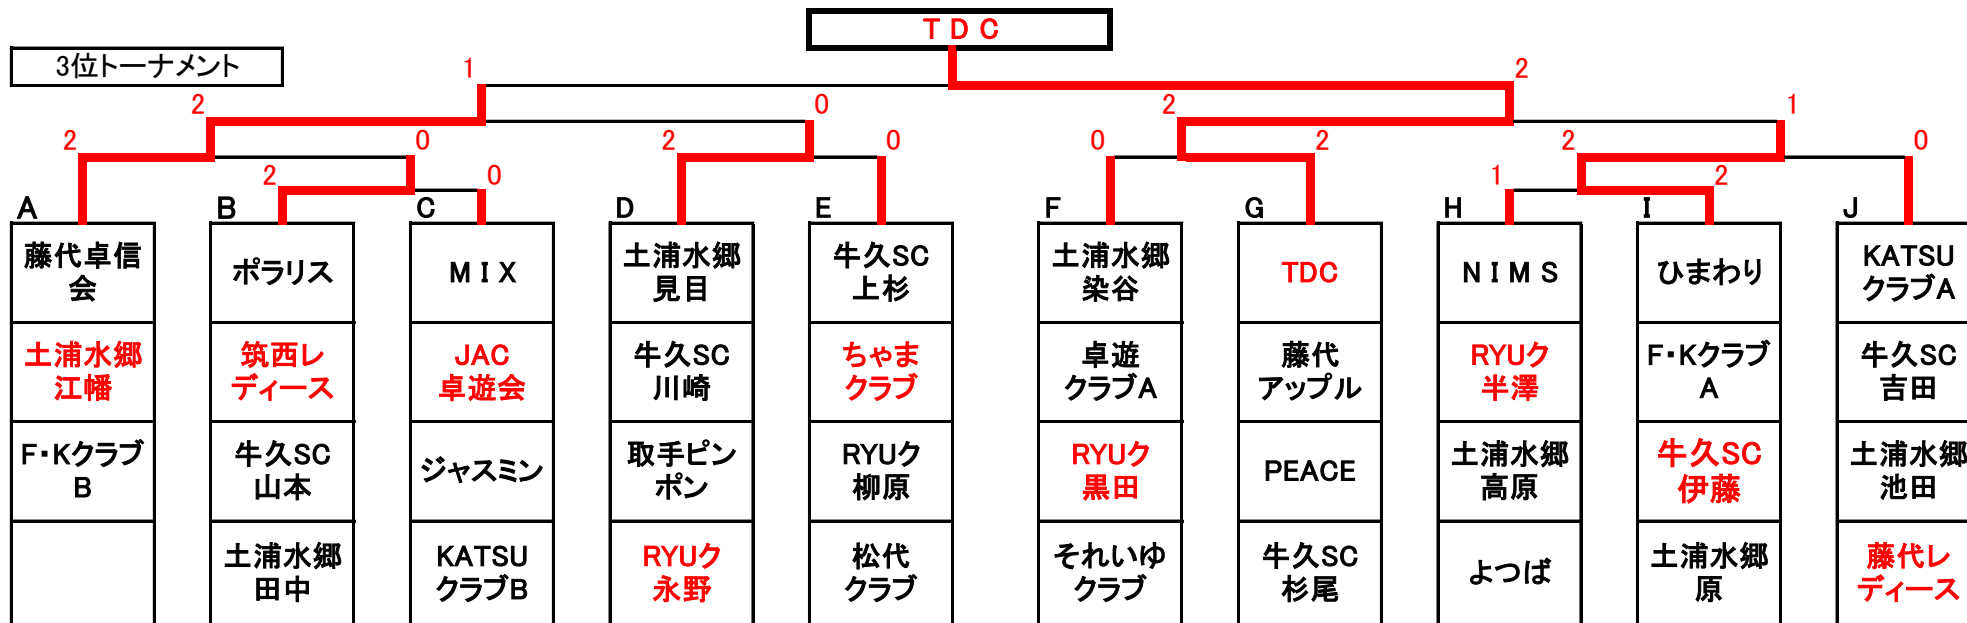 TDC
3位トーナメント
1
2
2
0
2
1
2
0
2
0
0
2
2
0
2
0
1
2
A
B
C
D
E
F
G
H
I
J
藤代卓信
会
ポラリス
MIX
土浦水郷
見目
牛久SC
上杉
土浦水郷
染谷
TDC
NIMS
ひまわり
KATSU
クラブA
土浦水郷
江幡
筑西レ
ディース
JAC
卓遊会
牛久SC
川崎
ちゃま
クラブ
卓遊
クラブA
藤代
アップル
RYUク
半澤
F・Kクラブ
A
牛久SC
吉田
F・Kクラブ
B
牛久SC
山本
ジャスミン
取手ピン
ポン
RYUク
柳原
RYUク
黒田
PEACE
土浦水郷
高原
牛久SC
伊藤
土浦水郷
池田
土浦水郷
田中
KATSU
クラブB
RYUク
永野
松代
クラブ
それいゆ
クラブ
牛久SC
杉尾
よつば
土浦水郷
原
藤代レ
ディース